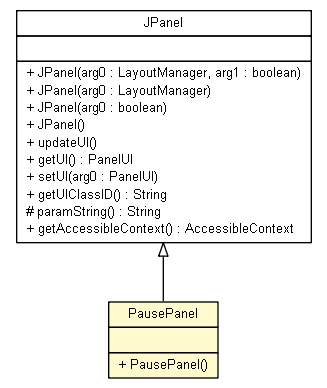 JPanel
+ JPanel(arg0 : LayoutManager, arg1 : boolean)
+ JPanel(arg0 : LayoutManager)
+ JPanel(arg0 : boolean)
+ JPanel()
+ updateUI()
+ getUI() : PanelUI
+ setUI(arg0 : PanelUI)
+ getUIClassID() : String
# paramString() : String
+ getAccessibleContext() : AccessibleContext
PausePanel
+ PausePanel()